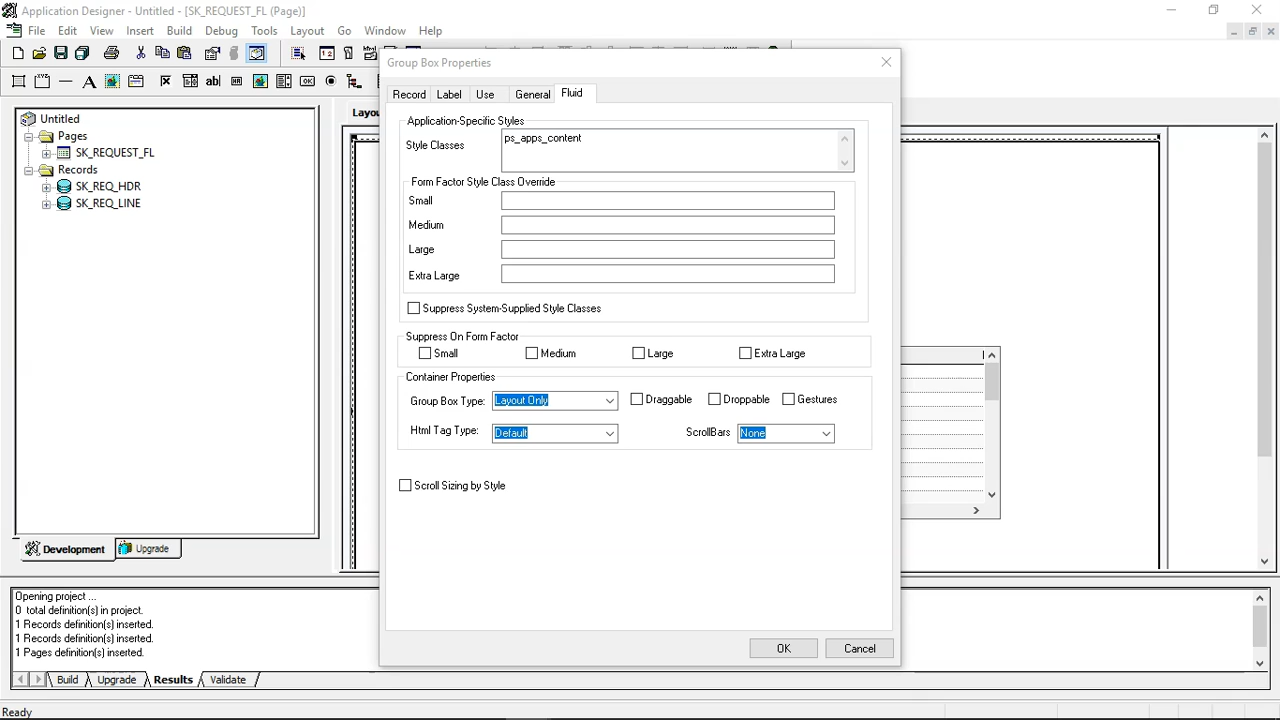 Application Designer - Untitled - [SK_REQUEST_FL (Page)]
File Edit View Insert Build Debug Tools Layout Go Window Help
Group Box Properties
Record Label Use General Fluid
Layou
Untitled
Pages
SK_REQUEST_FL
Records
SK_REQ_HDR
SK_REQ_LINE
Application-Specific Styles
Style Classes ps_apps_content
Form Factor Style Class Override
Small
Medium
Large
Extra Large
Suppress System-Supplied Style Classes
Suppress On Form Factor
Small Medium Large Extra Large
Container Properties
Group Box Type: Layout Only Draggable Droppable Gestures
Html Tag Type: Default ScrollBars None
Scroll Sizing by Style
OK Cancel
Development Upgrade
Opening project ...
0 total definition(s) in project.
1 Records definition(s) inserted.
1 Records definition(s) inserted.
1 Pages definition(s) inserted.
Build Upgrade Results Validate
Ready